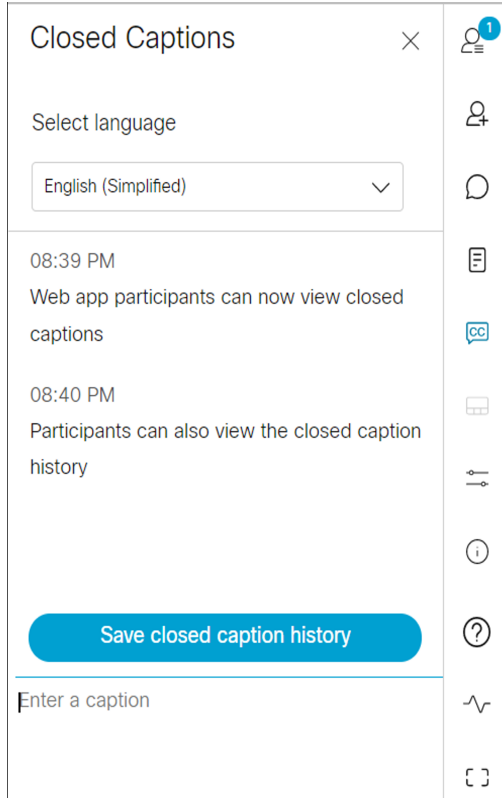 Closed Captions
1
Select language
English (Simplified)
08:39 PM
Web app participants can now view closed
captions
CC
08:40 PM
Participants can also view the closed caption
history
Save closed caption history
Enter a caption